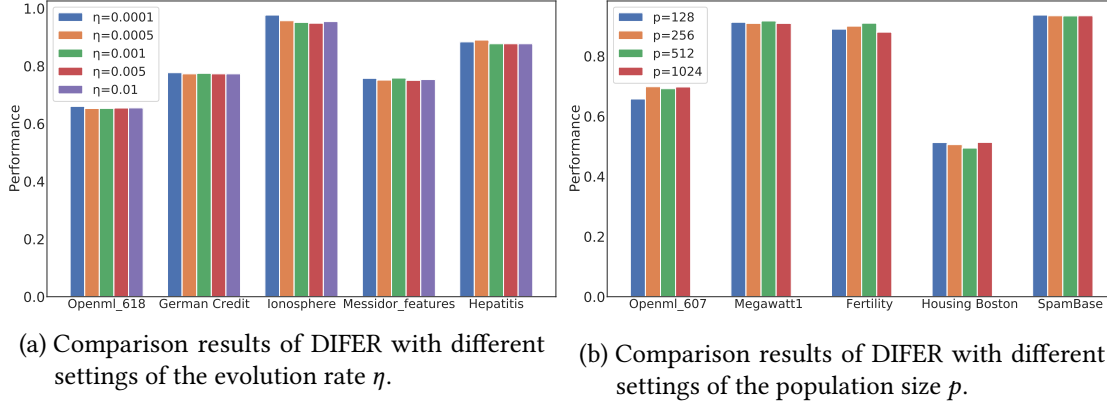 1.0
0.8
0.6
0.4
0.2
0.0
Performance
η=0.0001
η=0.0005
η=0.001
η=0.005
η=0.01
Openml_618 German Credit Ionosphere Messidor_features Hepatitis
(a) Comparison results of DIFER with different
settings of the evolution rate η.
0.8
0.6
0.4
0.2
0.0
Performance
p=128
p=256
p=512
p=1024
Openml_607 Megawatt1 Fertility Housing Boston SpamBase
(b) Comparison results of DIFER with different
settings of the population size p.